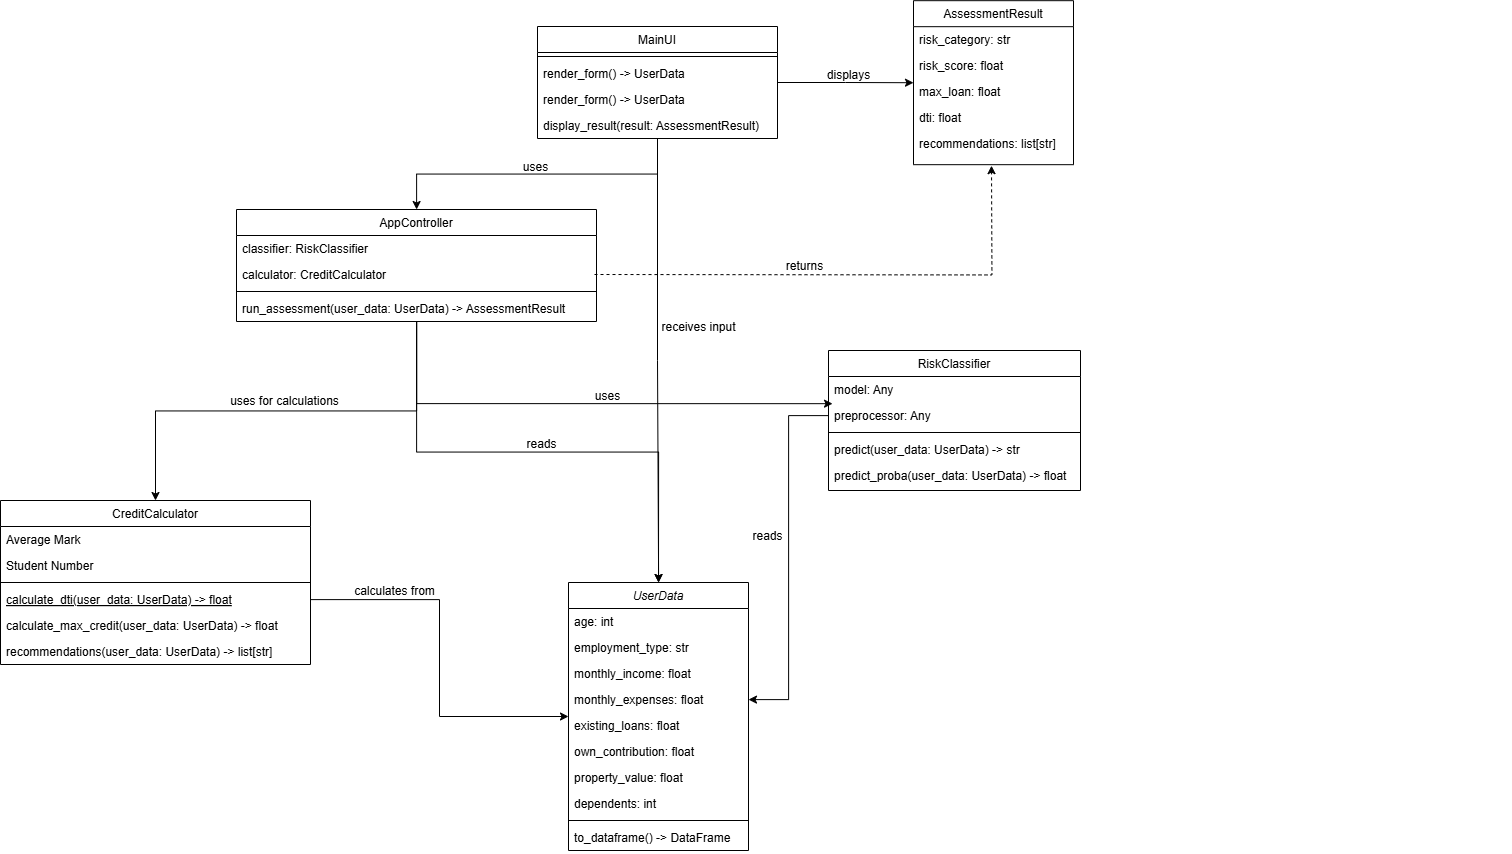 AssessmentResult
risk_category: str
risk_score: float
max_loan: float
dti: float
recommendations: list[str]
MainUI
render_form() -> UserData
render_form() -> UserData
display_result(result: AssessmentResult)
displays
uses
AppController
classifier: RiskClassifier
calculator: CreditCalculator
run_assessment(user_data: UserData) -> AssessmentResult
returns
receives input
RiskClassifier
model: Any
preprocessor: Any
predict(user_data: UserData) -> str
predict_proba(user_data: UserData) -> float
uses for calculations
uses
reads
CreditCalculator
Average Mark
Student Number
calculate_dti(user_data: UserData) -> float
calculate_max_credit(user_data: UserData) -> float
recommendations(user_data: UserData) -> list[str]
calculates from
reads
UserData
age: int
employment_type: str
monthly_income: float
monthly_expenses: float
existing_loans: float
own_contribution: float
property_value: float
dependents: int
to_dataframe() -> DataFrame